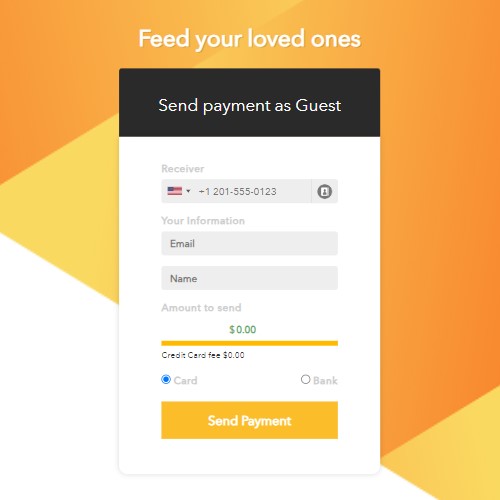 Feed your loved ones
Send payment as Guest
Receiver
+1 201-555-0123
Your Information
Email
Name
Amount to send
$0.00
Credit Card fee $0.00
Card Bank
Send Payment